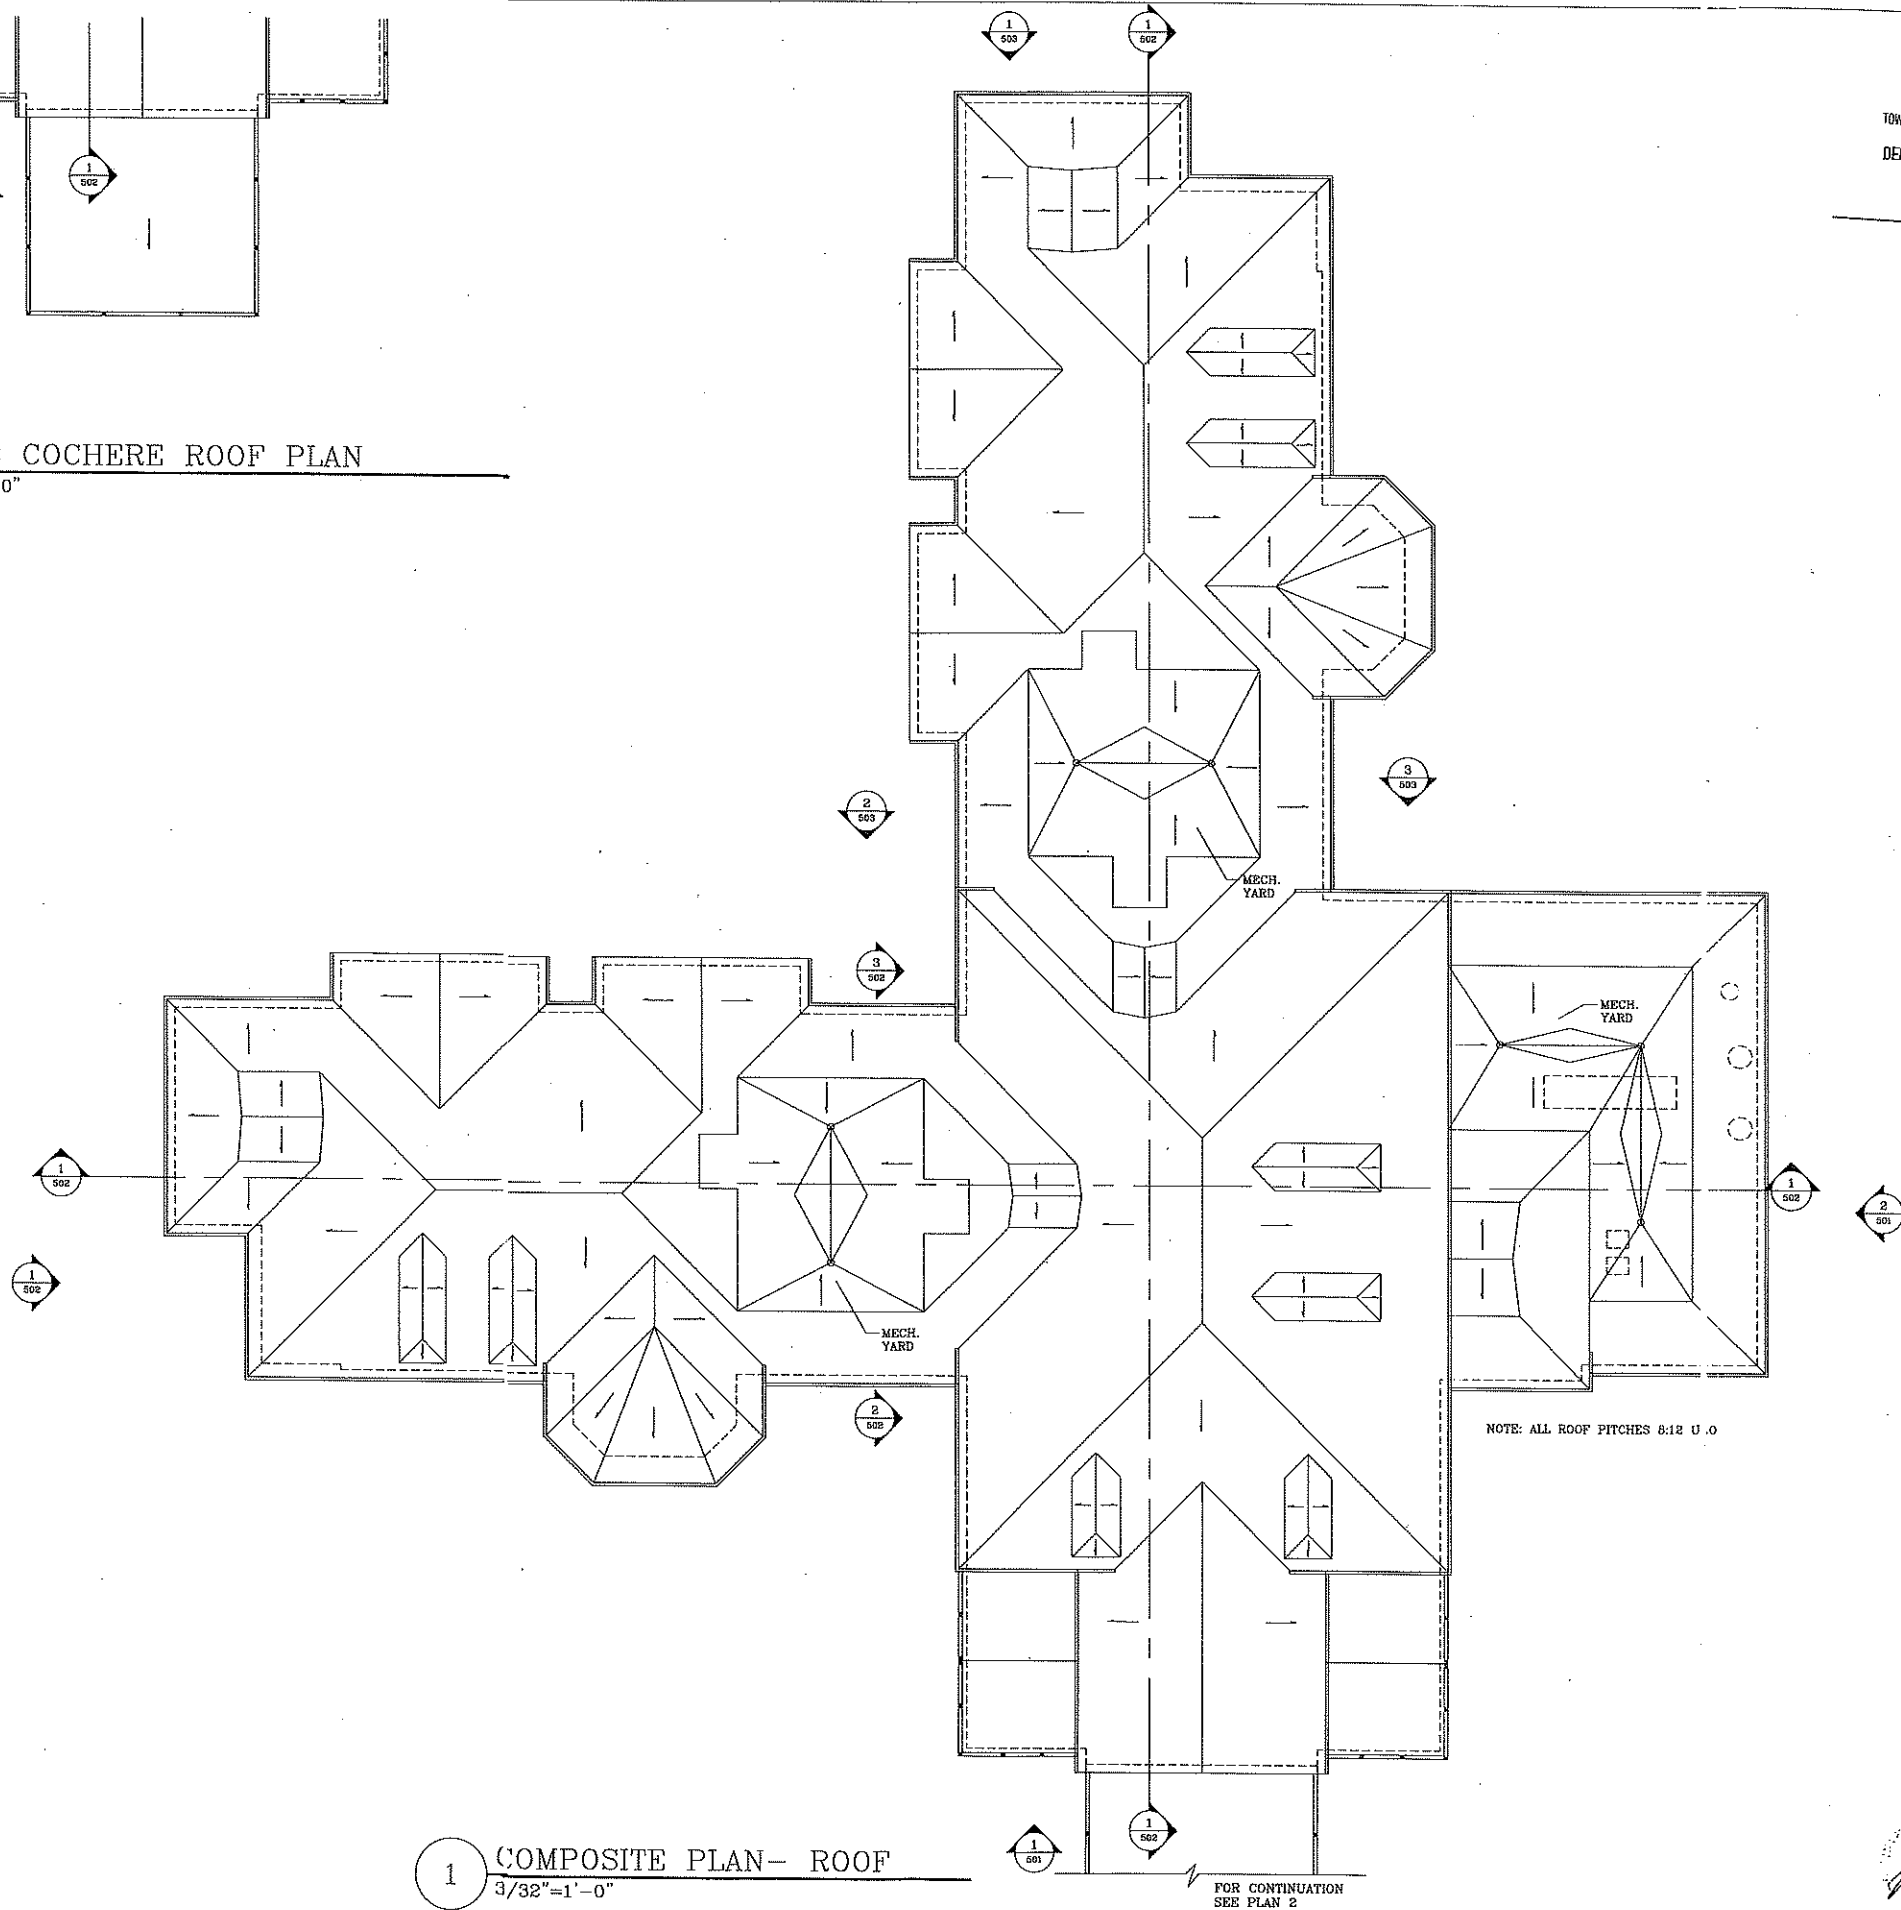 1
503
1
502
TOW
DE
1
502
COCHERE ROOF PLAN
0"
3
503
2
503
MECH.
YARD
3
502
MECH.
YARD
1
502
1
502
2
501
1
502
MECH.
YARD
2
502
NOTE: ALL ROOF PITCHES 8:12 U .O
1
502
1
501
1
COMPOSITE PLAN- ROOF
3/32"=1'-0"
FOR CONTINUATION
SEE PLAN 2